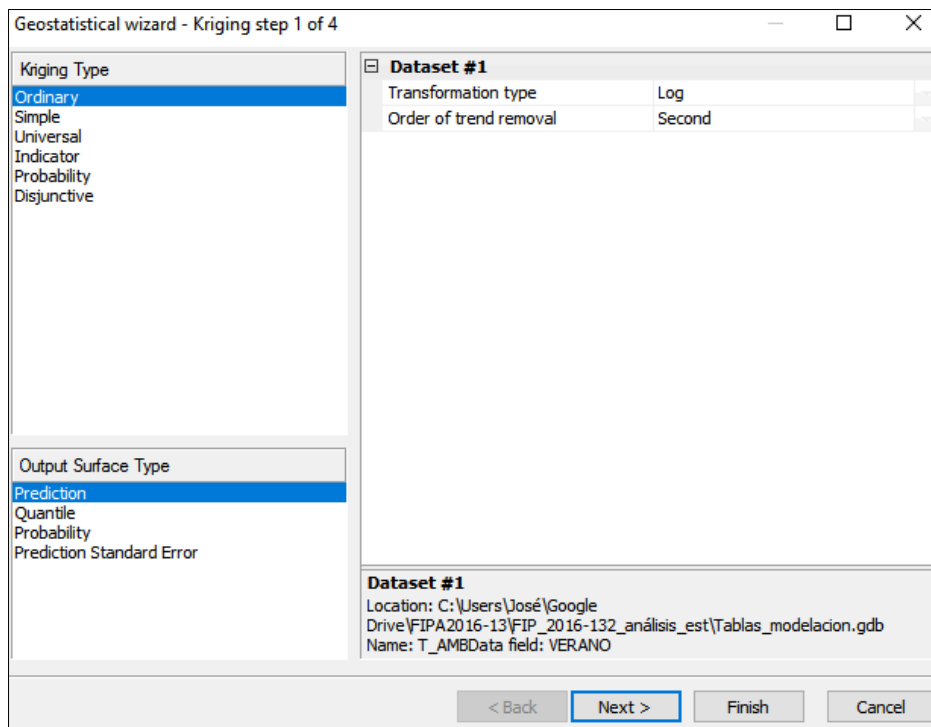 Geostatistical wizard - Kriging step 1 of 4
Kriging Type
Ordinary
Simple
Universal
Indicator
Probability
Disjunctive
Output Surface Type
Prediction
Quantile
Probability
Prediction Standard Error
Dataset #1
Transformation type Log
Order of trend removal Second
Dataset #1
Location: C:\Users\José\Google
Drive\FIPA2016-13\FIP_2016-132_análisis_est\Tablas_modelacion.gdb
Name: T_AMBData field: VERANO
< Back Next > Finish Cancel